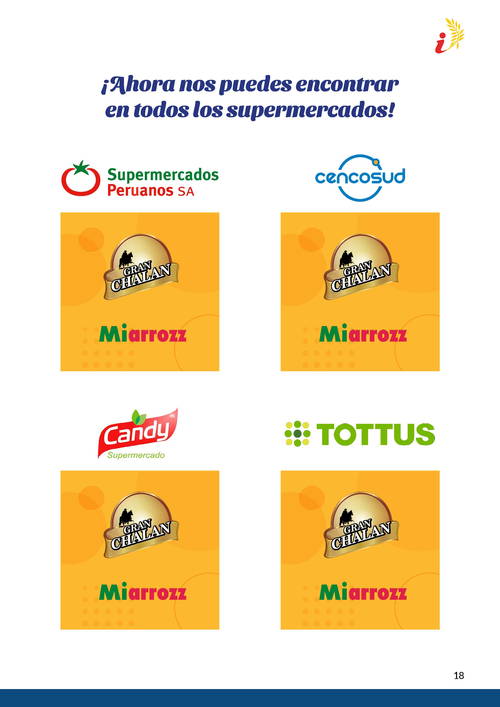 i
¡Ahora nos puedes encontrar
en todos los supermercados!
Supermercados
Peruanos SA
cencosud
GRAN
CHALAN
Miarrozz
GRAN
CHALAN
Miarrozz
Candy
Supermercado
TOTTUS
GRAN
CHALAN
Miarrozz
GRAN
CHALAN
Miarrozz
18